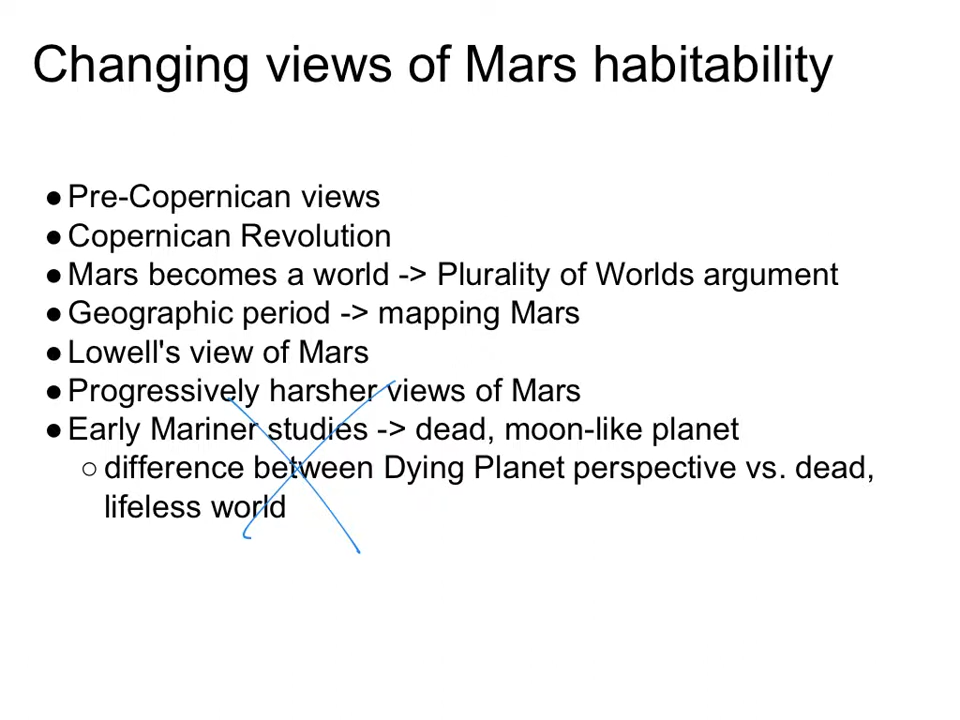 Changing views of Mars habitability
●Pre-Copernican views
●Copernican Revolution
●Mars becomes a world -> Plurality of Worlds argument
●Geographic period -> mapping Mars
●Lowell's view of Mars
●Progressively harsher views of Mars
●Early Mariner studies -> dead, moon-like planet
○difference between Dying Planet perspective vs. dead,
lifeless world